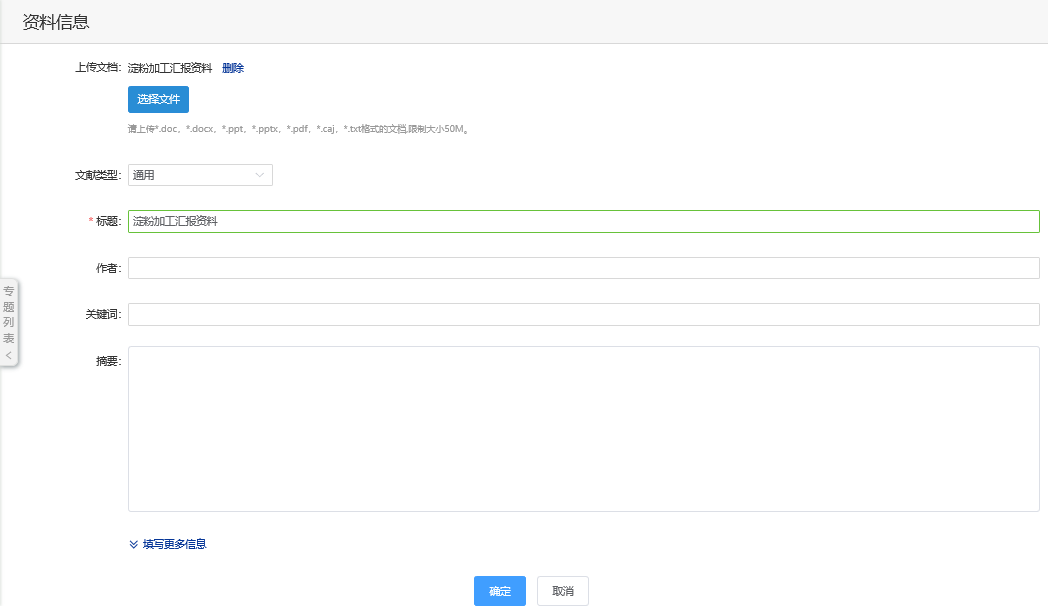 资料信息
上传文档: 淀粉加工汇报资料 删除
选择文件
请上传*.doc、*.docx、*.ppt、*.pptx、*.pdf、*.caj、*.txt格式的文档,限制大小50M。
文献类型: 通用
* 标题: 淀粉加工汇报资料
作者:
关键词:
专题列表 <
摘要:
填写更多信息
确定 取消